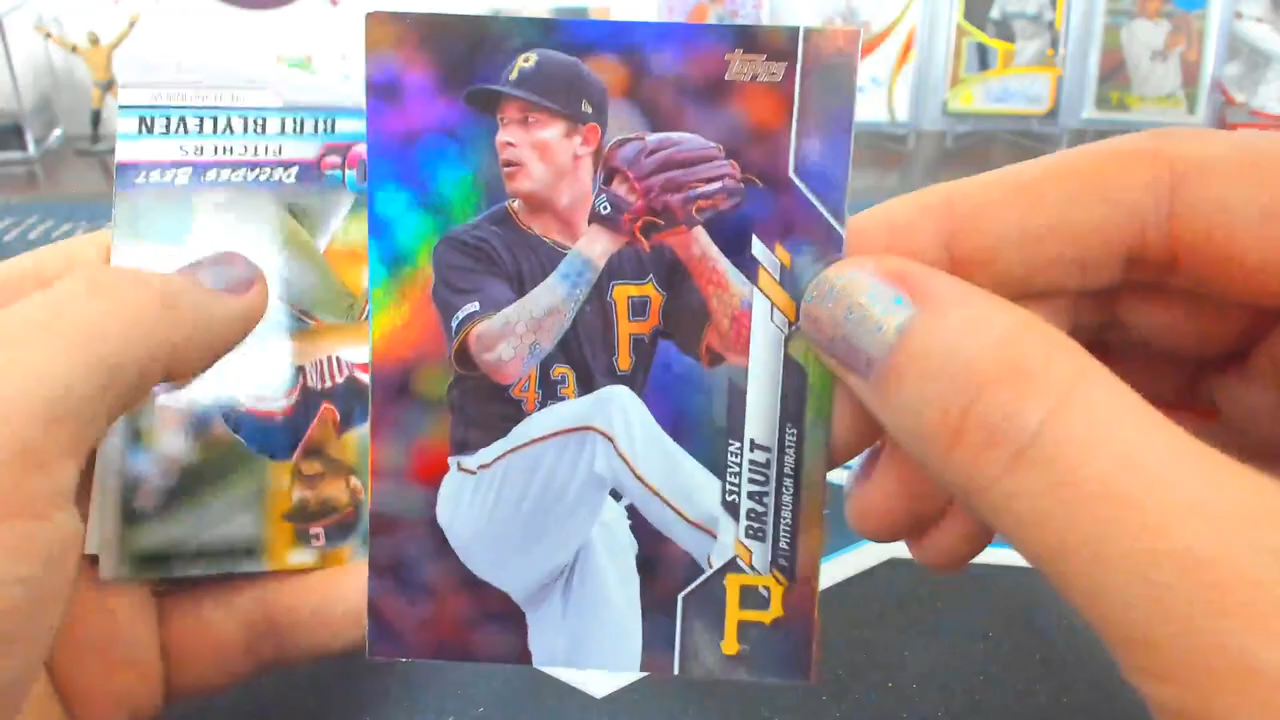 Topps
P
P
43
STEVEN
BRAULT
P | PITTSBURGH PIRATES
P
BERT BLYLEVEN
PITCHERS
DECADES' BEST